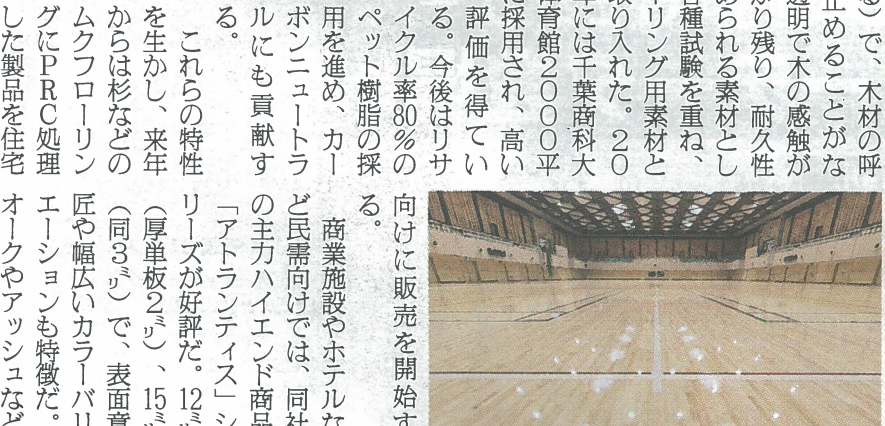 る）で、木材の呼
止めることがな
透明で木の感触が
かり残り、耐久性
められる素材とし
各種試験を重ね、
リング用素材と
取り入れた。２０
には千葉商科大
体育館２０００平
に採用され、高い
評価を得てい
る。今後はリサ
イクル率80％の
ペット樹脂の採
用を進め、カー
ボンニュートラ
ルにも貢献す
る。
これらの特性
を生かし、来年
からは杉などの
ムクフローリン
グにＰＲＣ処理
した製品を住宅
向けに販売を開始す
る。
商業施設やホテルな
ど民需向けでは、同社
の主力ハイエンド商品
「アトランティス」シ
リーズが好評だ。12㍉
（厚単板２㍉）、15㍉
（同３㍉）で、表面意
匠や幅広いカラーバリ
エーションも特徴だ。
オークやアッシュなど